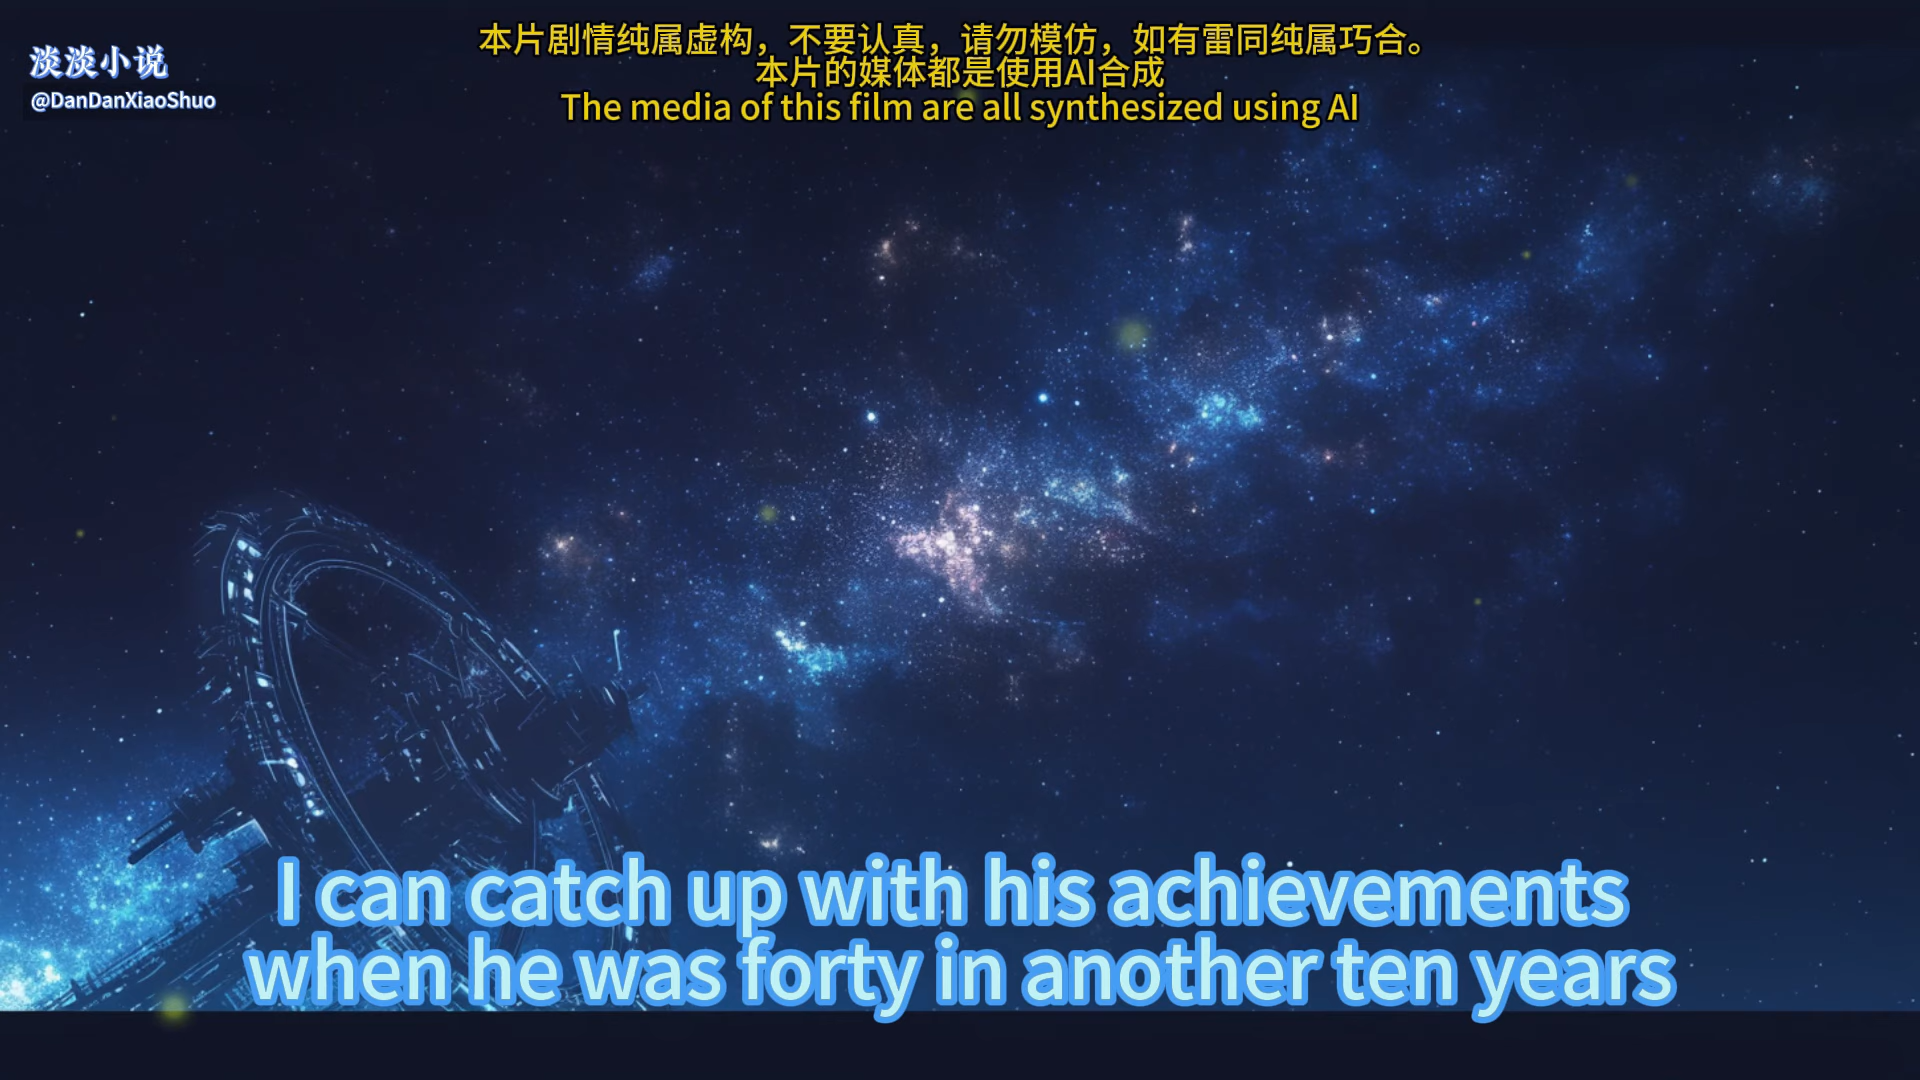 淡淡小说
@DanDanXiaoShuo
本片剧情纯属虚构，不要认真，请勿模仿，如有雷同纯属巧合。
本片的媒体都是使用AI合成
The media of this film are all synthesized using AI
I can catch up with his achievements
when he was forty in another ten years